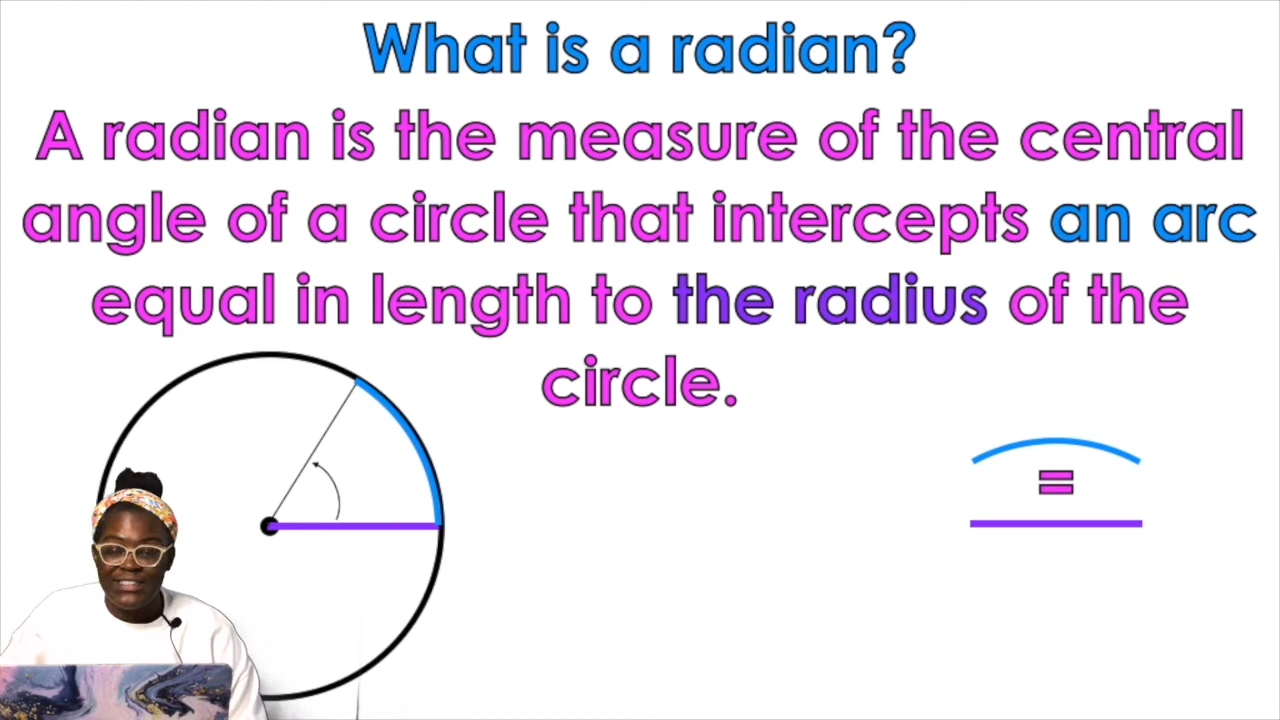 What is a radian?
A radian is the measure of the central
angle of a circle that intercepts an arc
equal in length to the radius of the
circle.
=